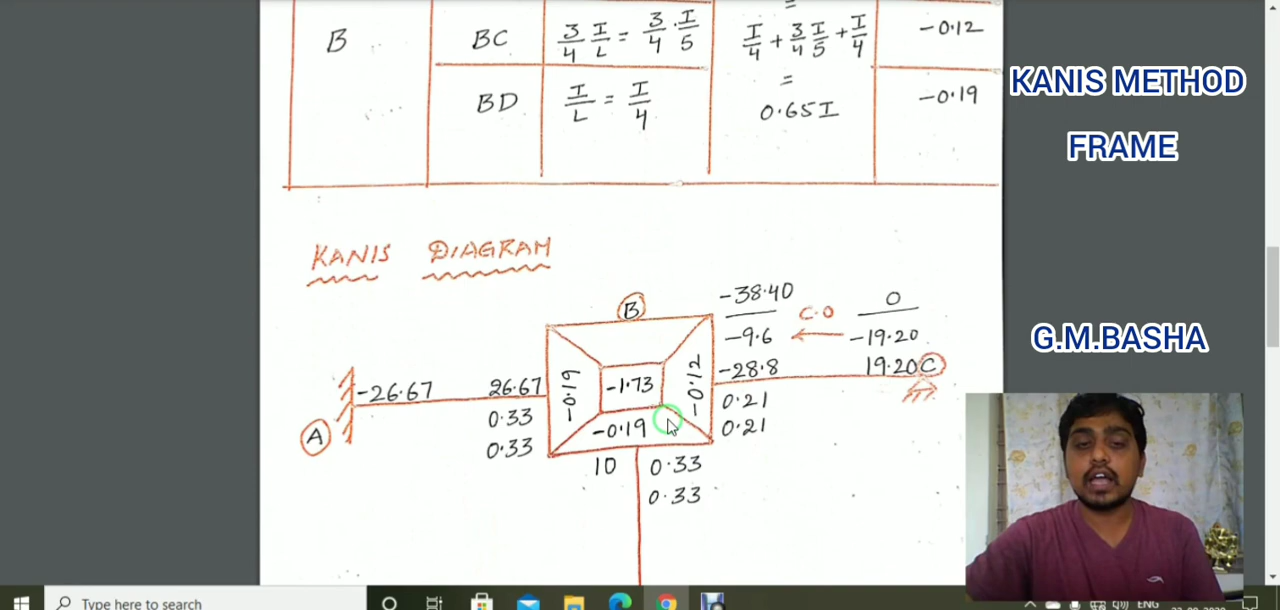 B
BC
3/4 I/L = 3/4 . I/5
BD
I/L = I/4
=
I/4 + 3/4 I/5 + I/4
=
0.65I
-0.12
-0.19
KANIS METHOD
FRAME
G.M.BASHA
KANIS DIAGRAM
B
-38.40
C.O
0
-9.6
-19.20
-28.8
19.20 C
-26.67
26.67
-0.19
-1.73
-0.12
0.21
0.33
A
-0.19
0.21
0.33
10
0.33
0.33
Type here to search